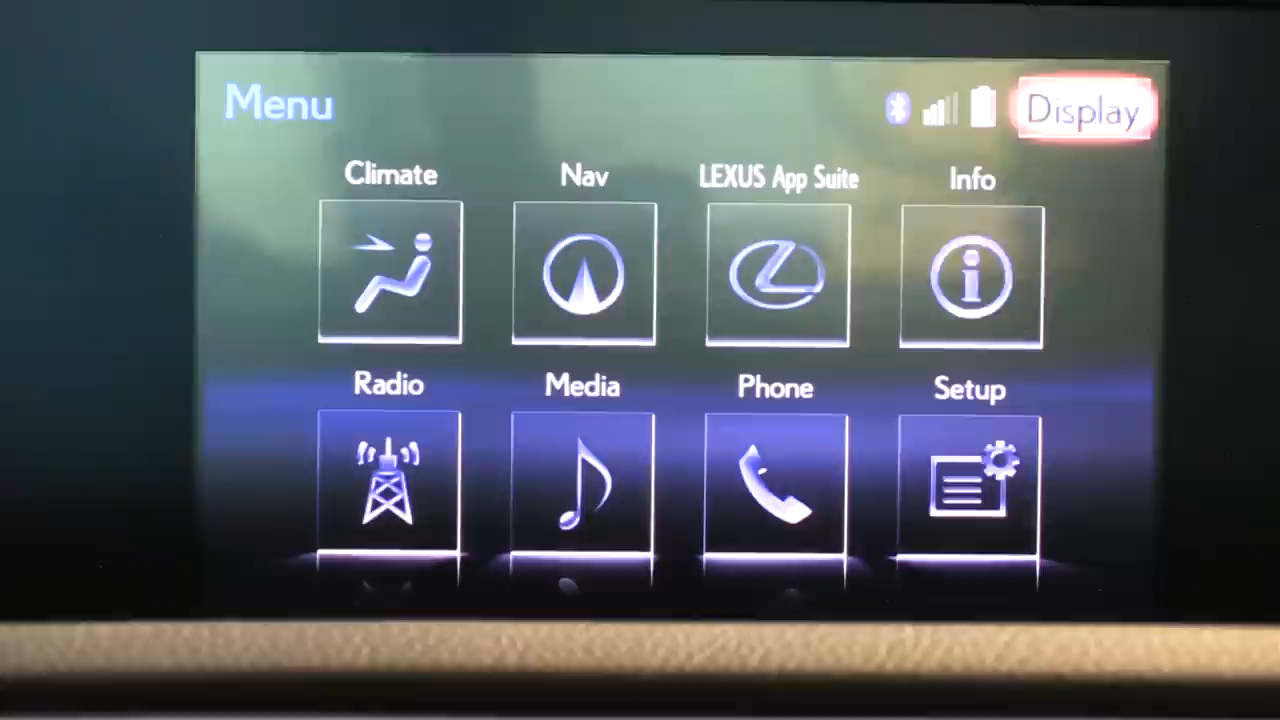 Menu
Display
Climate
Nav
LEXUS App Suite
Info
Radio
Media
Phone
Setup